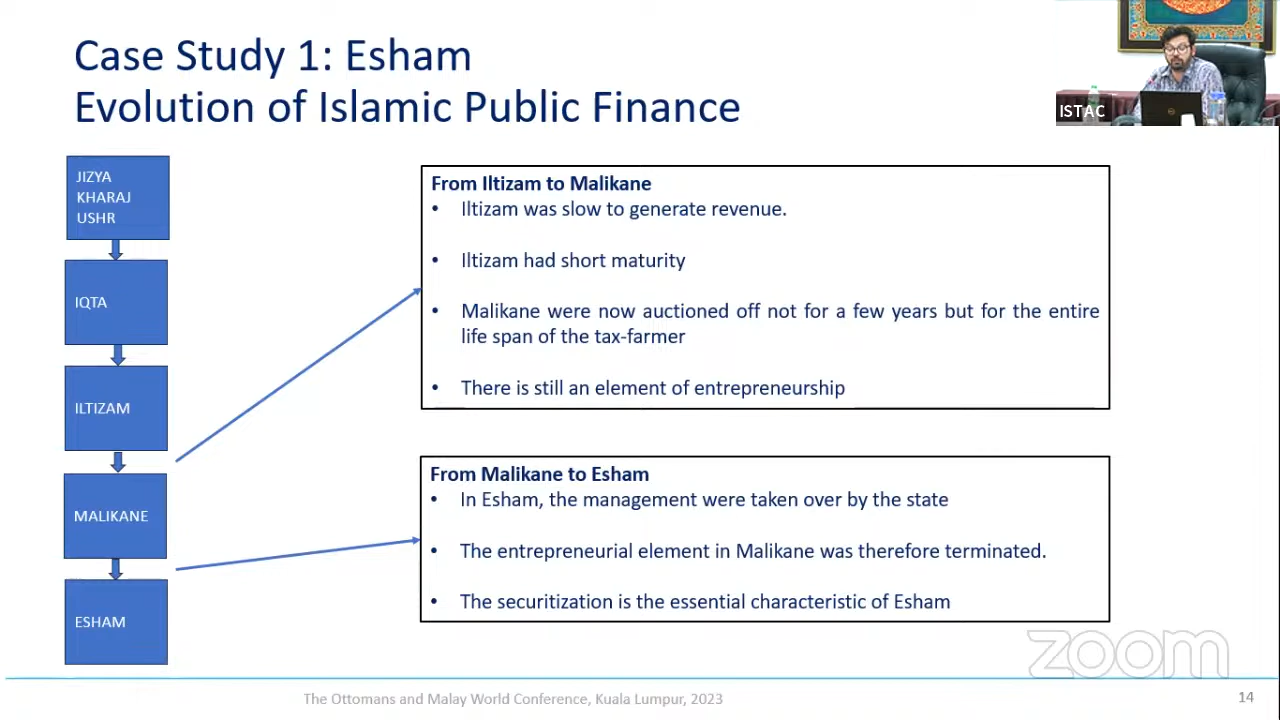 Case Study 1: Esham
Evolution of Islamic Public Finance
ISTAC
JIZYA
KHARAJ
USHR
IQTA
ILTIZAM
MALIKANE
ESHAM
From Iltizam to Malikane
• Iltizam was slow to generate revenue.
• Iltizam had short maturity
• Malikane were now auctioned off not for a few years but for the entire
life span of the tax-farmer
• There is still an element of entrepreneurship
From Malikane to Esham
• In Esham, the management were taken over by the state
• The entrepreneurial element in Malikane was therefore terminated.
• The securitization is the essential characteristic of Esham
zoom
The Ottomans and Malay World Conference, Kuala Lumpur, 2023
14